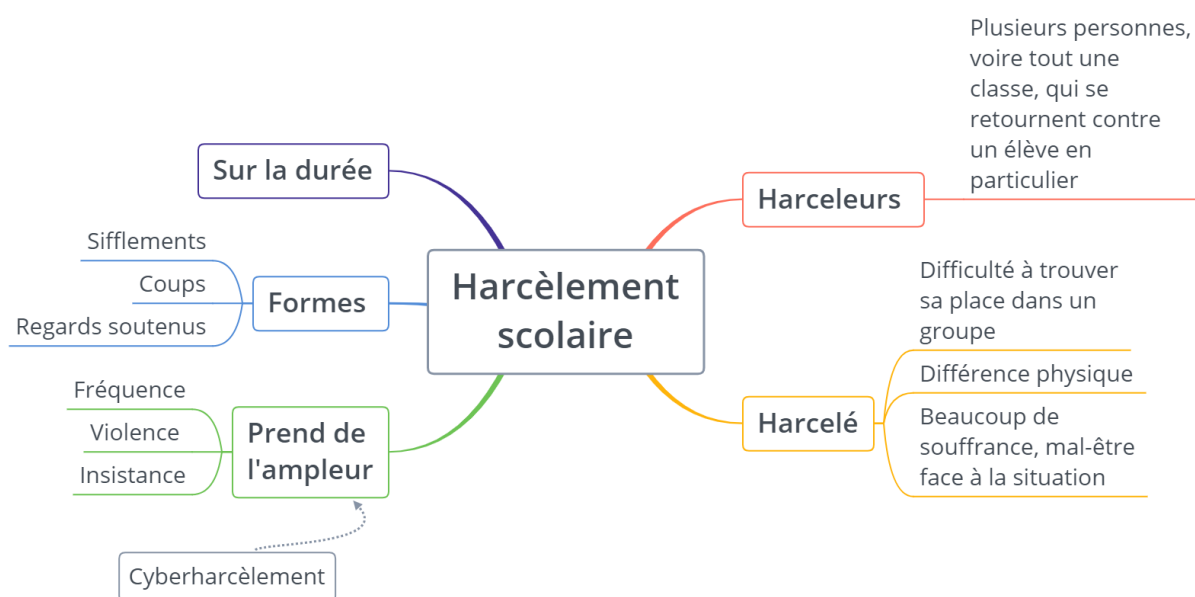 Harcèlement
scolaire
Sur la durée
Formes
Sifflements
Coups
Regards soutenus
Prend de
l'ampleur
Fréquence
Violence
Insistance
Cyberharcèlement
Harceleurs
Plusieurs personnes,
voire tout une
classe, qui se
retournent contre
un élève en
particulier
Harcelé
Difficulté à trouver
sa place dans un
groupe
Différence physique
Beaucoup de
souffrance, mal-être
face à la situation